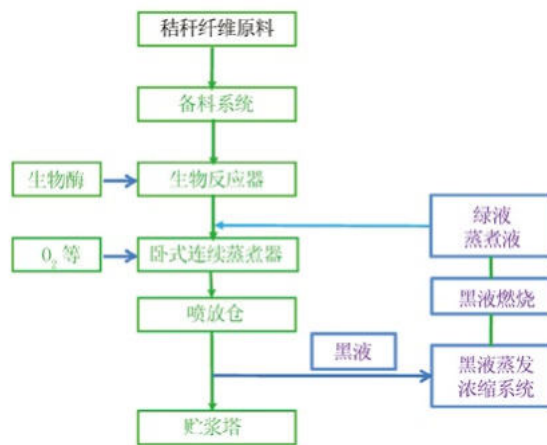 秸秆纤维原料
备料系统
生物酶
生物反应器
绿液
蒸煮液
O₂等
卧式连续蒸煮器
黑液燃烧
喷放仓
黑液
黑液蒸发
浓缩系统
贮浆塔